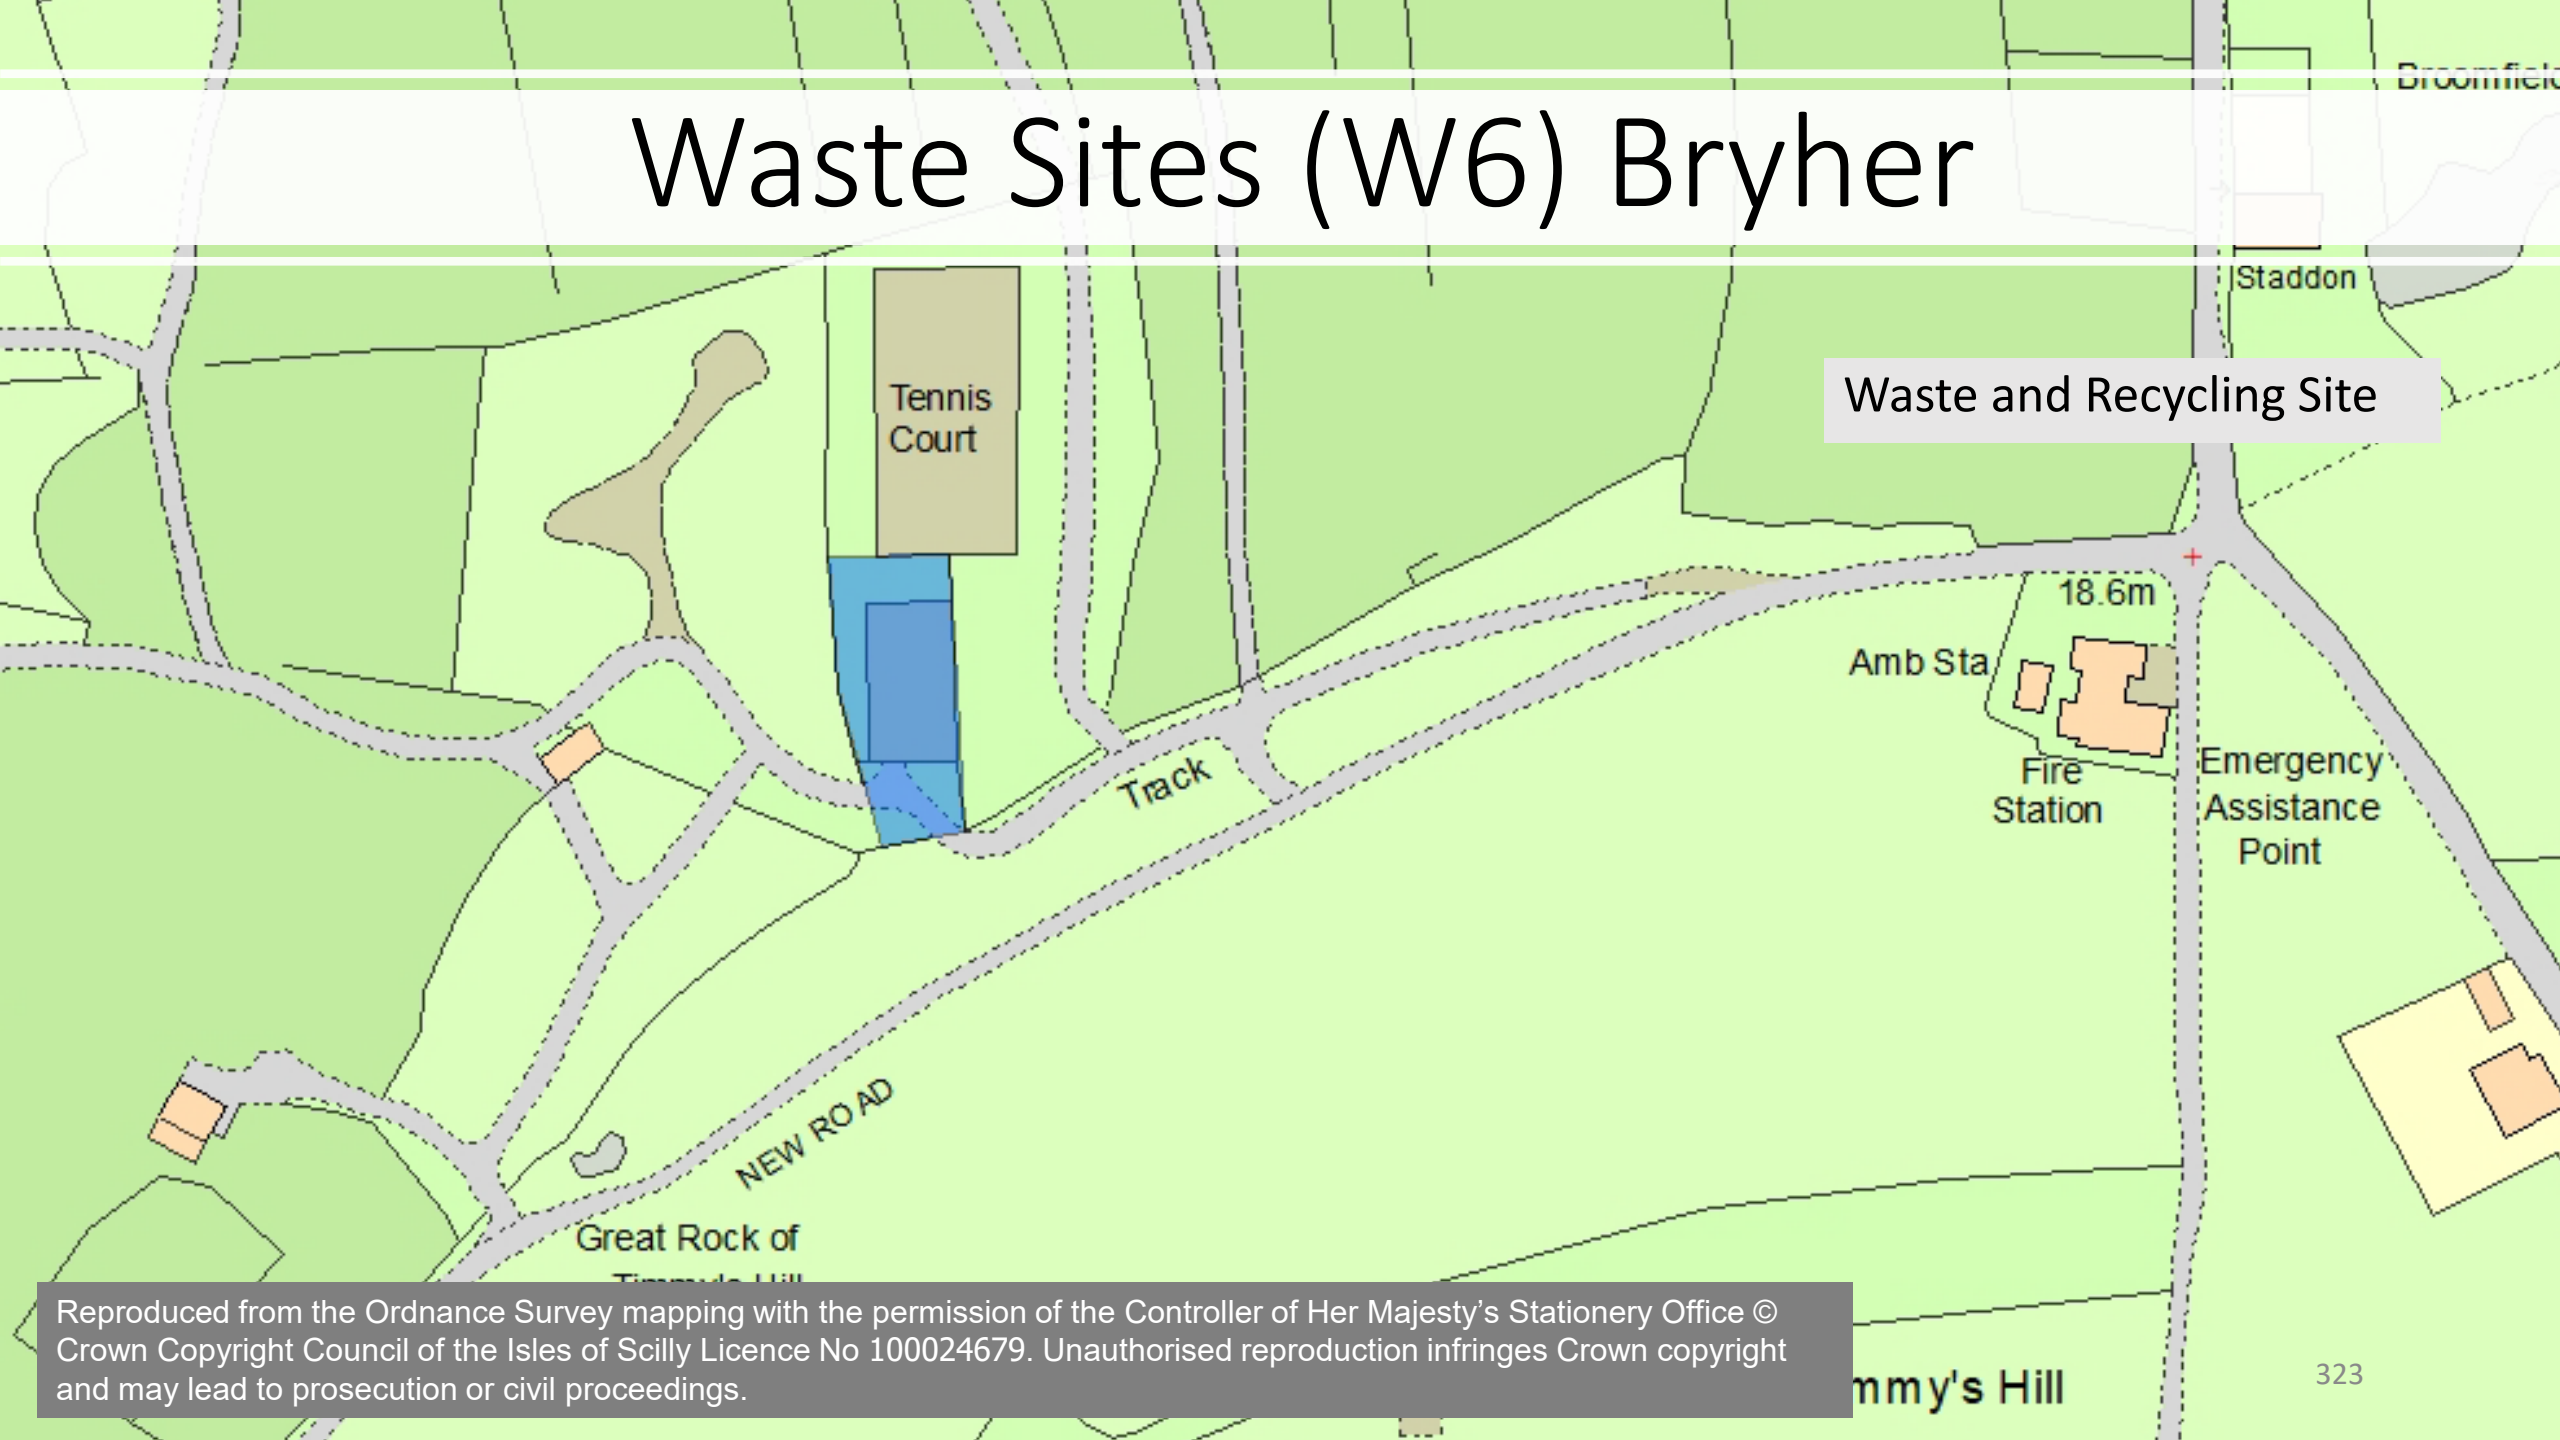 Broomfield
Waste Sites (W6) Bryher
Staddon
Waste and Recycling Site
Tennis
Court
18.6m
Amb Sta
Track
Fire
Station
Emergency
Assistance
Point
NEW ROAD
Great Rock of
Timmy's Hill
Reproduced from the Ordnance Survey mapping with the permission of the Controller of Her Majesty’s Stationery Office ©
Crown Copyright Council of the Isles of Scilly Licence No 100024679. Unauthorised reproduction infringes Crown copyright
and may lead to prosecution or civil proceedings.
mmy's Hill
323